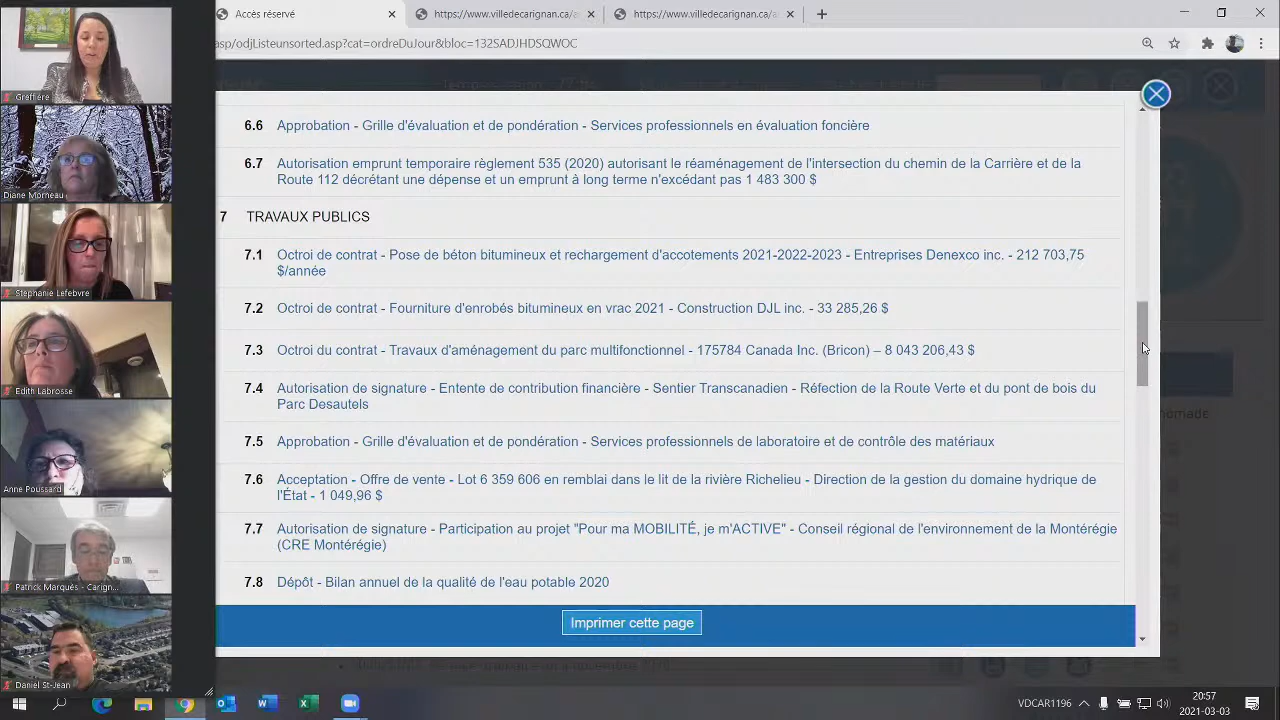 Accès réservé
https://www.villedecarignan.ca/
https://www.villedecarignan.ca/
asp/odjListeunsorted.asp?cat=ordreDuJour&bloc=1325ADJHDSQWOC
6.6 Approbation - Grille d'évaluation et de pondération - Services professionnels en évaluation foncière
6.7 Autorisation emprunt temporaire règlement 535 (2020) autorisant le réaménagement de l'intersection du chemin de la Carrière et de la
Route 112 décrétant une dépense et un emprunt à long terme n'excédant pas 1 483 300 $
7 TRAVAUX PUBLICS
7.1 Octroi de contrat - Pose de béton bitumineux et rechargement d'accotements 2021-2022-2023 - Entreprises Denexco inc. - 212 703,75
$/année
7.2 Octroi de contrat - Fourniture d'enrobés bitumineux en vrac 2021 - Construction DJL inc. - 33 285,26 $
7.3 Octroi du contrat - Travaux d'aménagement du parc multifonctionnel - 175784 Canada Inc. (Bricon) – 8 043 206,43 $
7.4 Autorisation de signature - Entente de contribution financière - Sentier Transcanadien - Réfection de la Route Verte et du pont de bois du
Parc Desautels
7.5 Approbation - Grille d'évaluation et de pondération - Services professionnels de laboratoire et de contrôle des matériaux
7.6 Acceptation - Offre de vente - Lot 6 359 606 en remblai dans le lit de la rivière Richelieu - Direction de la gestion du domaine hydrique de
l'État - 1 049,96 $
7.7 Autorisation de signature - Participation au projet "Pour ma MOBILITÉ, je m'ACTIVE" - Conseil régional de l'environnement de la Montérégie
(CRE Montérégie)
7.8 Dépôt - Bilan annuel de la qualité de l'eau potable 2020
Imprimer cette page
Greffière
Diane Morneau
Stéphanie Lefebvre
Edith Labrosse
Anne Poussard
Patrick Marquès - Carign...
Daniel St-Jean
VDCAR1196
20:57
2021-03-03